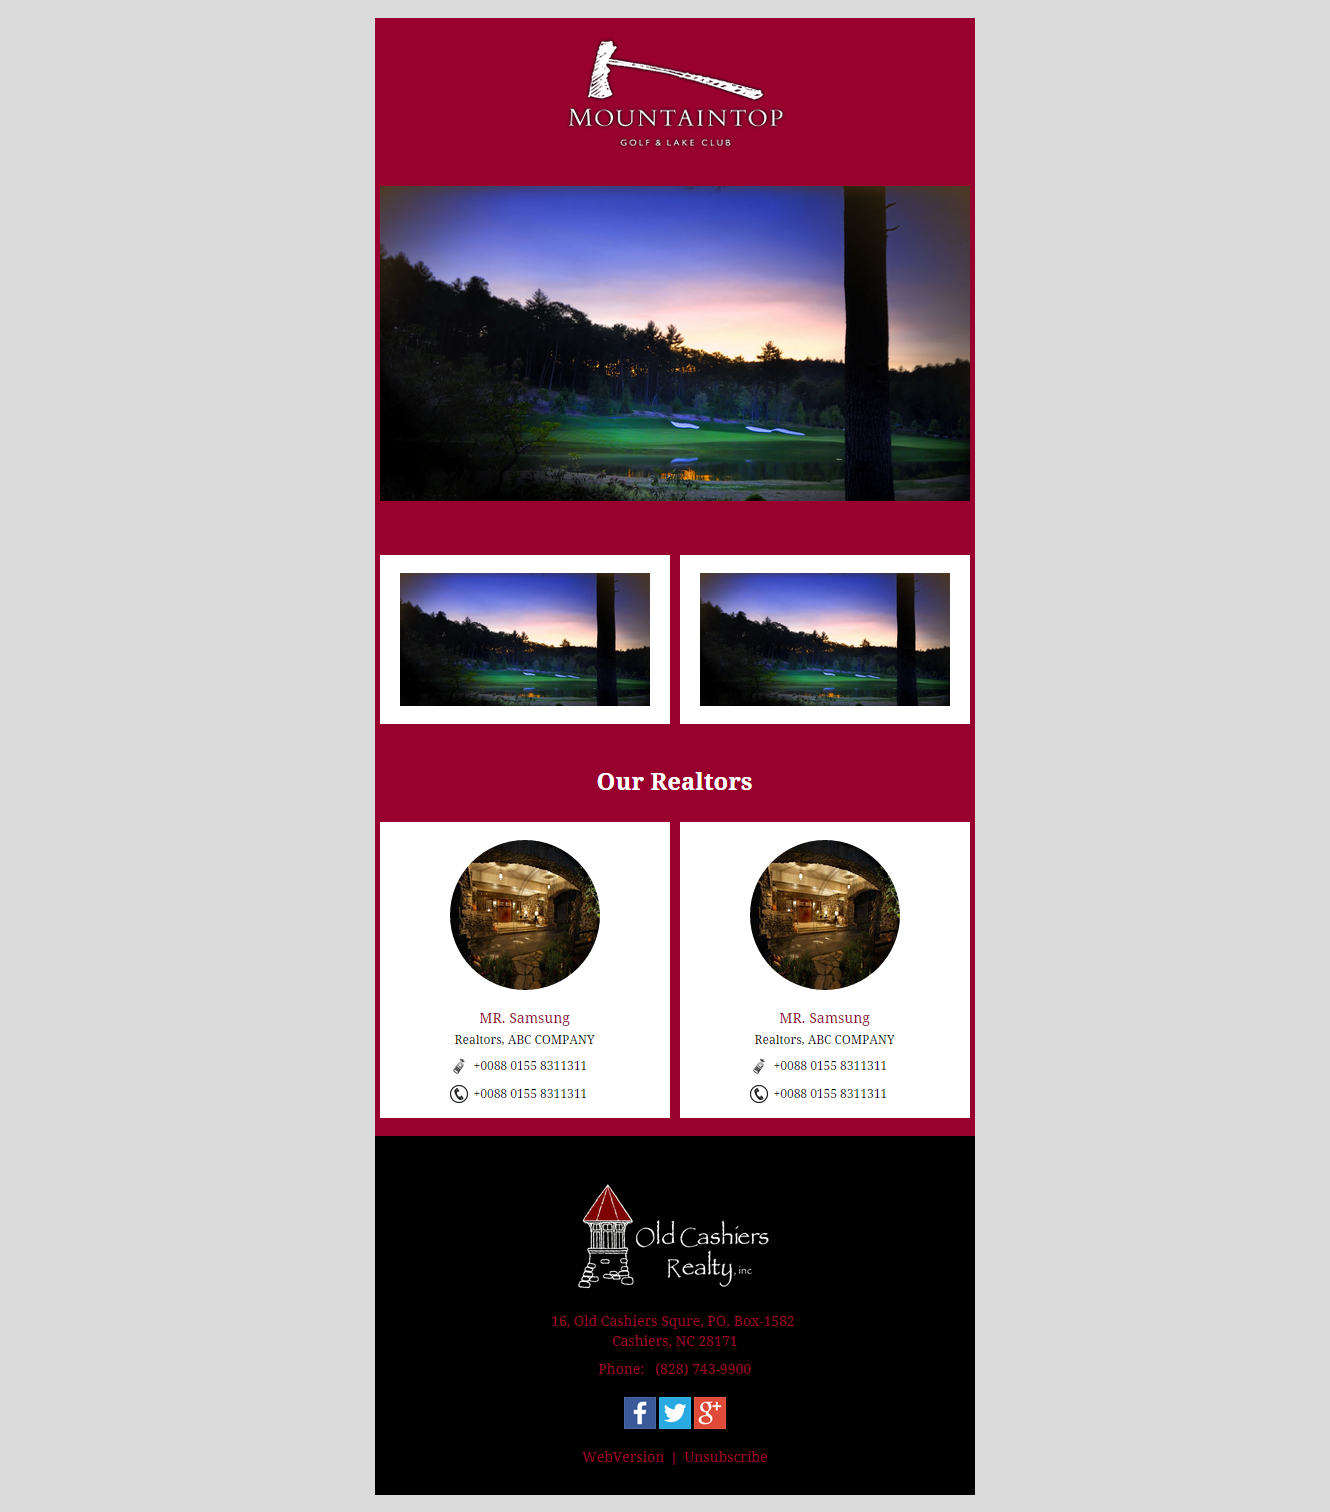 MOUNTAINTOP
GOLF & LAKE CLUB
Our Realtors
MR. Samsung
Realtors, ABC COMPANY
+0088 0155 8311311
+0088 0155 8311311
MR. Samsung
Realtors, ABC COMPANY
+0088 0155 8311311
+0088 0155 8311311
Old Cashiers
Realty, inc
16, Old Cashiers Squre, PO. Box-1582
Cashiers, NC 28171
Phone: (828) 743-9900
WebVersion | Unsubscribe